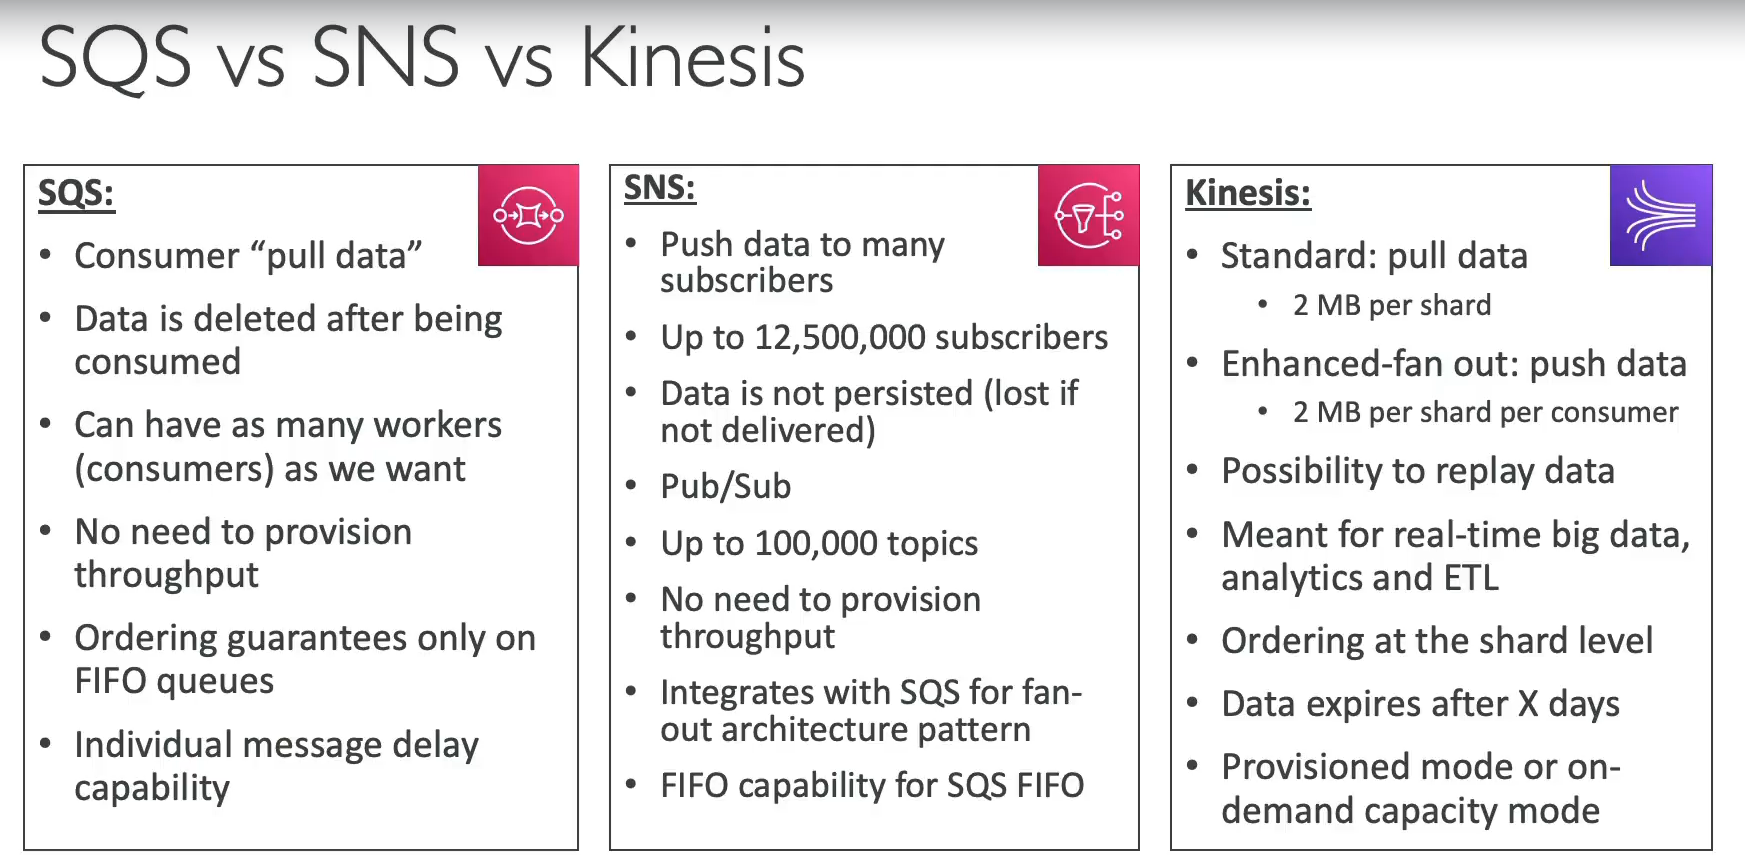 SQS vs SNS vs Kinesis
SQS:
• Consumer “pull data”
• Data is deleted after being
consumed
• Can have as many workers
(consumers) as we want
• No need to provision
throughput
• Ordering guarantees only on
FIFO queues
• Individual message delay
capability
SNS:
• Push data to many
subscribers
• Up to 12,500,000 subscribers
• Data is not persisted (lost if
not delivered)
• Pub/Sub
• Up to 100,000 topics
• No need to provision
throughput
• Integrates with SQS for fan-
out architecture pattern
• FIFO capability for SQS FIFO
Kinesis:
• Standard: pull data
• 2 MB per shard
• Enhanced-fan out: push data
• 2 MB per shard per consumer
• Possibility to replay data
• Meant for real-time big data,
analytics and ETL
• Ordering at the shard level
• Data expires after X days
• Provisioned mode or on-
demand capacity mode